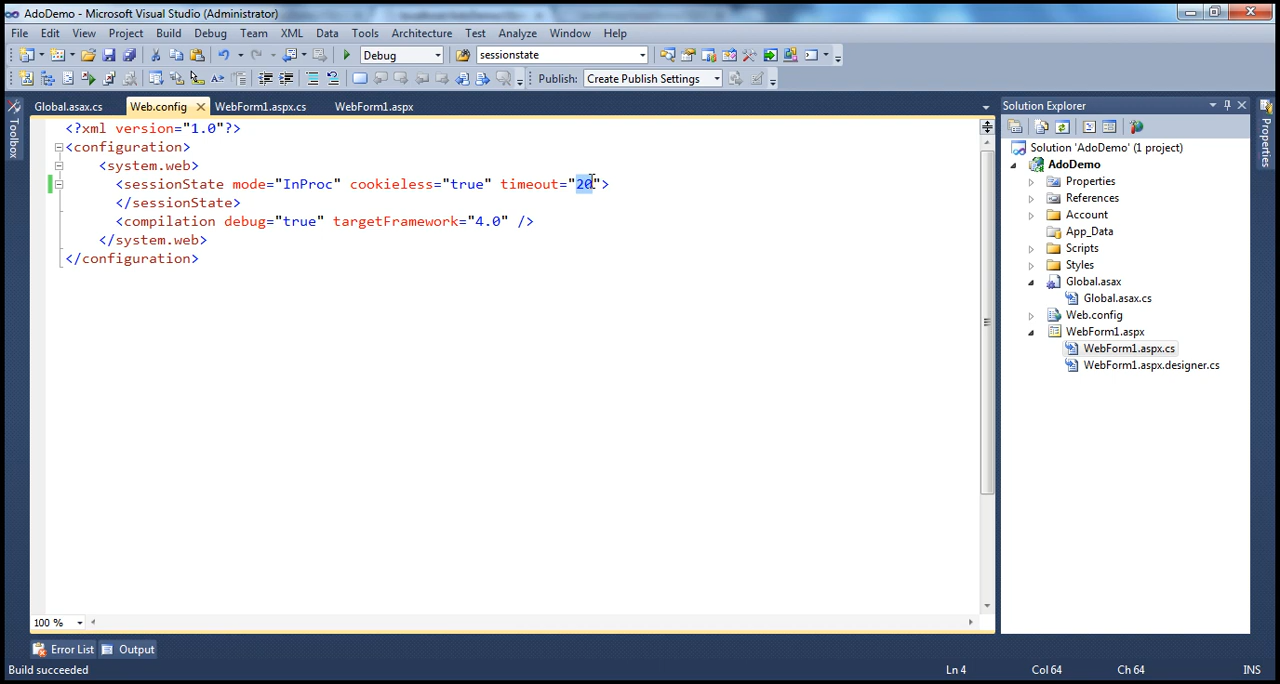 AdoDemo - Microsoft Visual Studio (Administrator)
File Edit View Project Build Debug Team XML Data Tools Architecture Test Analyze Window Help
Debug sessionstate
Publish: Create Publish Settings
Global.asax.cs Web.config WebForm1.aspx.cs WebForm1.aspx
Solution Explorer
Toolbox
Properties
<?xml version="1.0"?>
<configuration>
<system.web>
<sessionState mode="InProc" cookieless="true" timeout="20">
</sessionState>
<compilation debug="true" targetFramework="4.0" />
</system.web>
</configuration>
Solution 'AdoDemo' (1 project)
AdoDemo
Properties
References
Account
App_Data
Scripts
Styles
Global.asax
Global.asax.cs
Web.config
WebForm1.aspx
WebForm1.aspx.cs
WebForm1.aspx.designer.cs
100 %
Error List Output
Build succeeded Ln 4 Col 64 Ch 64 INS